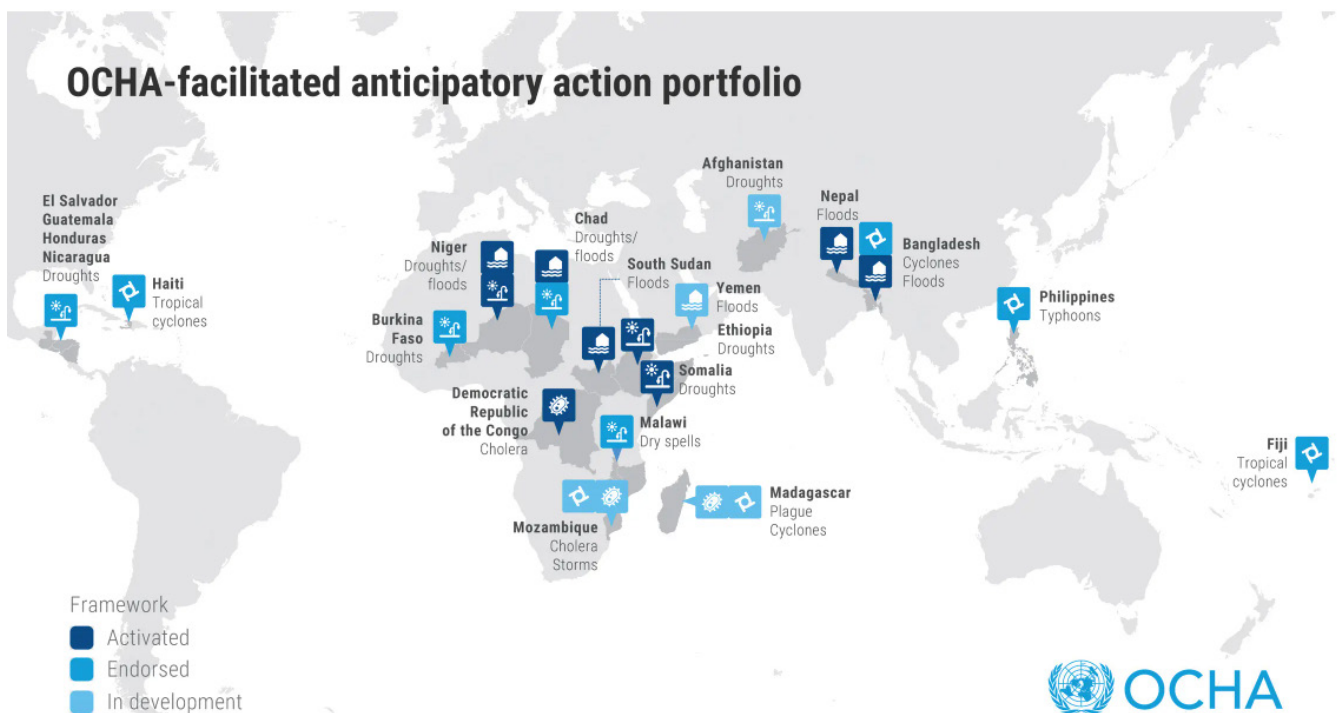 OCHA-facilitated anticipatory action portfolio
El Salvador
Guatemala
Honduras
Nicaragua
Droughts
Haiti
Tropical
cyclones
Niger
Droughts/
floods
Burkina
Faso
Droughts
Chad
Droughts/
floods
South Sudan
Floods
Democratic
Republic
of the Congo
Cholera
Afghanistan
Droughts
Yemen
Floods
Ethiopia
Droughts
Somalia
Droughts
Malawi
Dry spells
Mozambique
Cholera
Storms
Madagascar
Plague
Cyclones
Nepal
Floods
Bangladesh
Cyclones
Floods
Philippines
Typhoons
Fiji
Tropical
cyclones
Framework
Activated
Endorsed
In development
OCHA